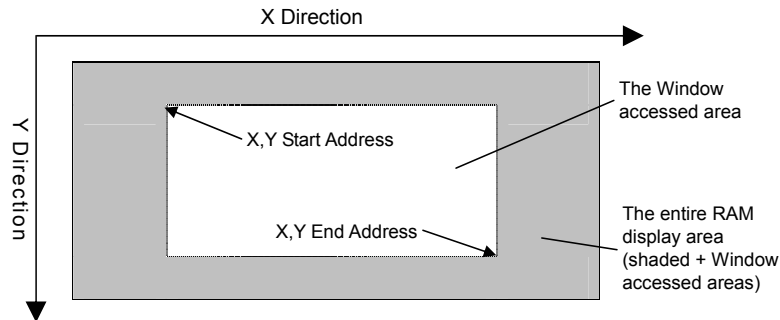 X Direction
Y Direction
The Window
accessed area
X,Y Start Address
X,Y End Address
The entire RAM
display area
(shaded + Window
accessed areas)